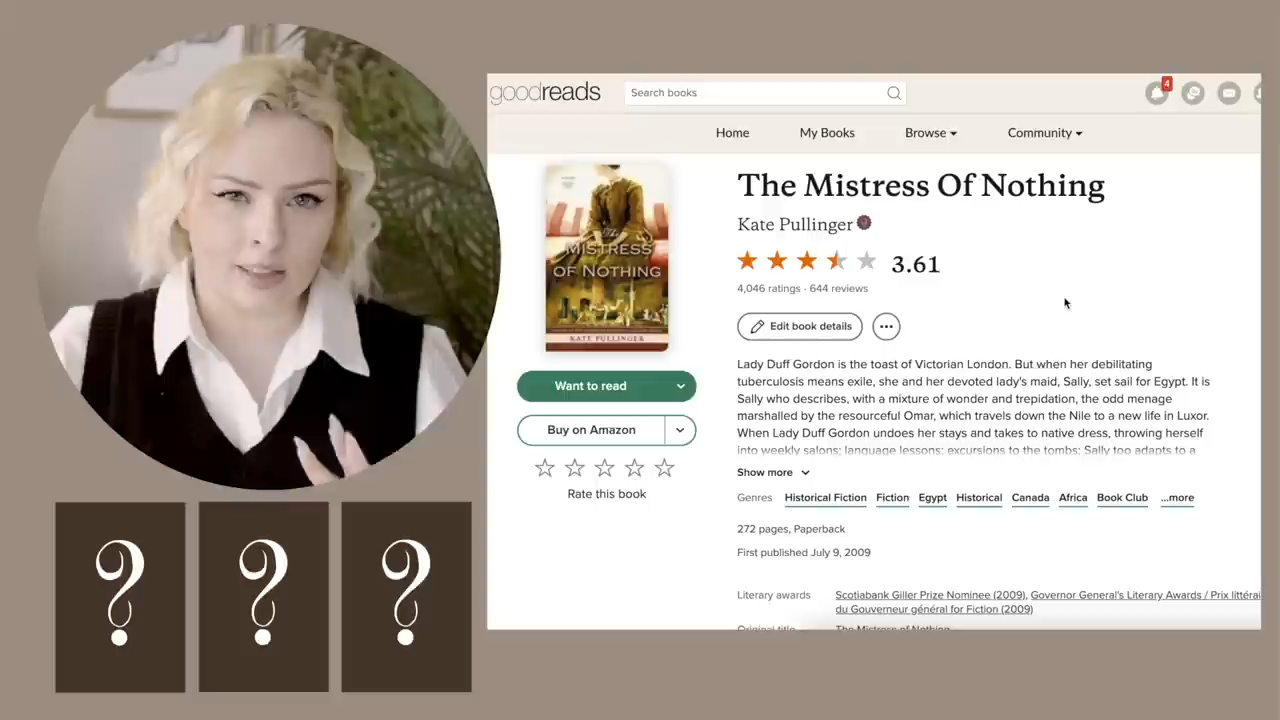 ?
?
?
goodreads
Search books
4
Home
My Books
Browse
Community
The
MISTRESS
OF NOTHING
KATE PULLINGER
Want to read
Buy on Amazon
Rate this book
The Mistress Of Nothing
Kate Pullinger
3.61
4,046 ratings · 644 reviews
Edit book details
Lady Duff Gordon is the toast of Victorian London. But when her debilitating
tuberculosis means exile, she and her devoted lady's maid, Sally, set sail for Egypt. It is
Sally who describes, with a mixture of wonder and trepidation, the odd menage
marshalled by the resourceful Omar, which travels down the Nile to a new life in Luxor.
When Lady Duff Gordon undoes her stays and takes to native dress, throwing herself
into weekly salons; language lessons; excursions to the tombs; Sally too adapts to a
Show more
Genres Historical Fiction Fiction Egypt Historical Canada Africa Book Club ...more
272 pages, Paperback
First published July 9, 2009
Literary awards Scotiabank Giller Prize Nominee (2009), Governor General's Literary Awards / Prix littérai
du Gouverneur général for Fiction (2009)
Original title The Mistress of Nothing